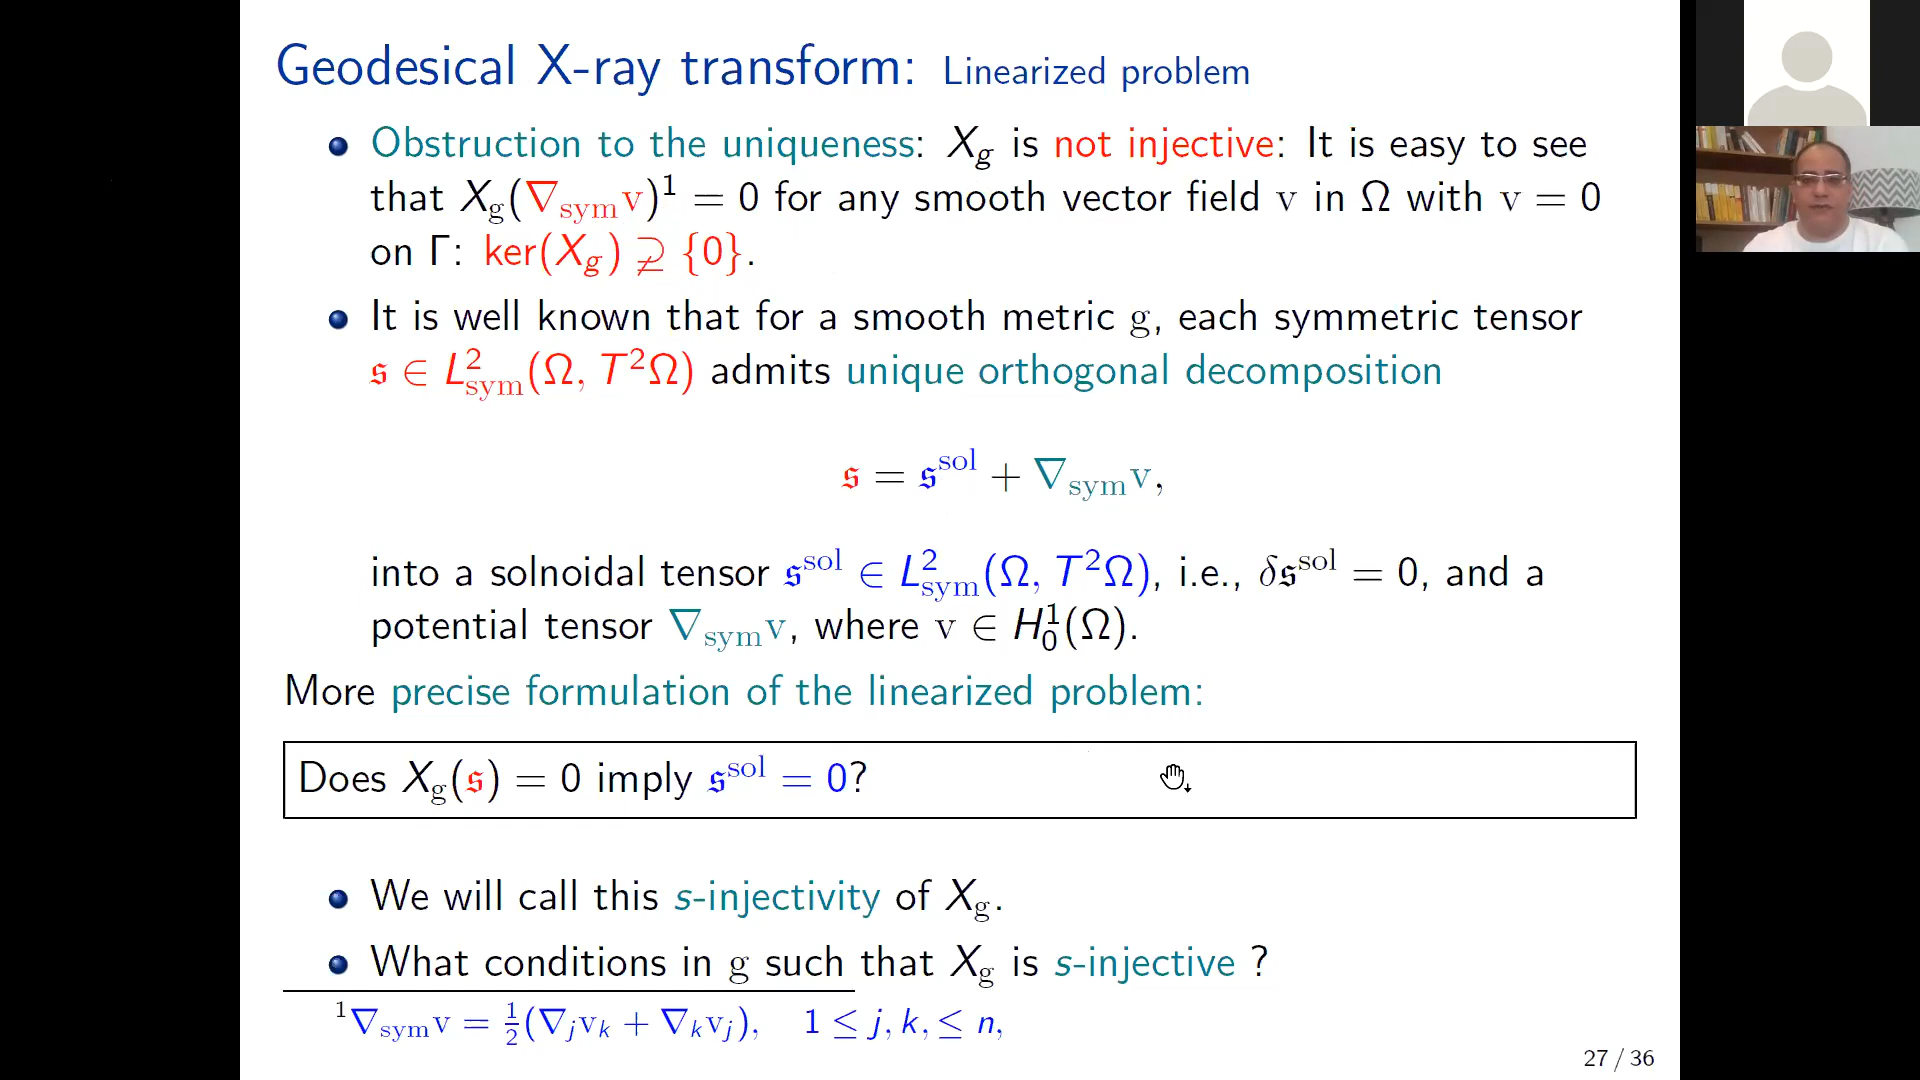 Geodesical X-ray transform: Linearized problem
Obstruction to the uniqueness: X_g is not injective: It is easy to see
that X_g(∇_sym v)¹ = 0 for any smooth vector field v in Ω with v = 0
on Γ: ker(X_g) ⊋ {0}.
It is well known that for a smooth metric g, each symmetric tensor
𝔰 ∈ L²_sym(Ω, T²Ω) admits unique orthogonal decomposition
𝔰 = 𝔰^sol + ∇_sym v,
into a solnoidal tensor 𝔰^sol ∈ L²_sym(Ω, T²Ω), i.e., δ𝔰^sol = 0, and a
potential tensor ∇_sym v, where v ∈ H¹₀(Ω).
More precise formulation of the linearized problem:
Does X_g(𝔰) = 0 imply 𝔰^sol = 0?
We will call this s-injectivity of X_g.
What conditions in g such that X_g is s-injective ?
¹∇_sym v = ½(∇_j v_k + ∇_k v_j), 1 ≤ j, k, ≤ n,
27 / 36